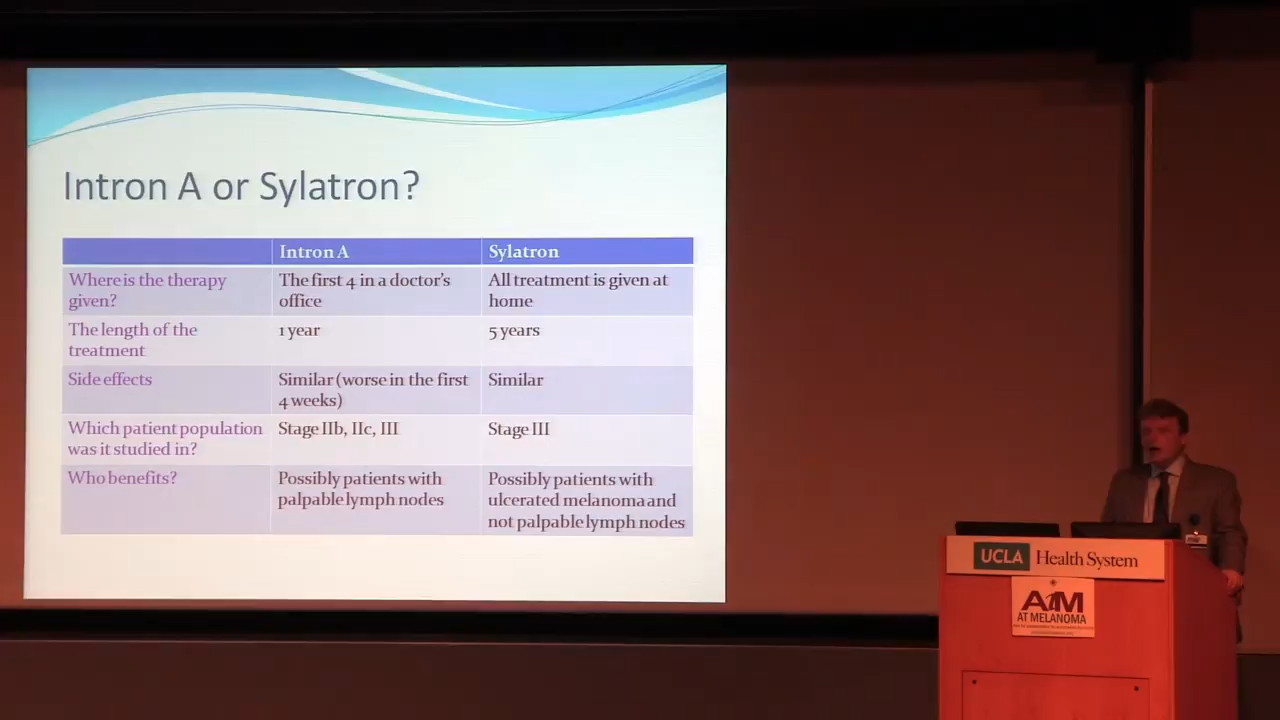 Intron A or Sylatron?
Intron A
Sylatron
Where is the therapy
given?
The first 4 in a doctor's
office
All treatment is given at
home
The length of the
treatment
1 year
5 years
Side effects
Similar (worse in the first
4 weeks)
Similar
Which patient population
was it studied in?
Stage IIb, IIc, III
Stage III
Who benefits?
Possibly patients with
palpable lymph nodes
Possibly patients with
ulcerated melanoma and
not palpable lymph nodes
UCLA Health System
AIM
AT MELANOMA